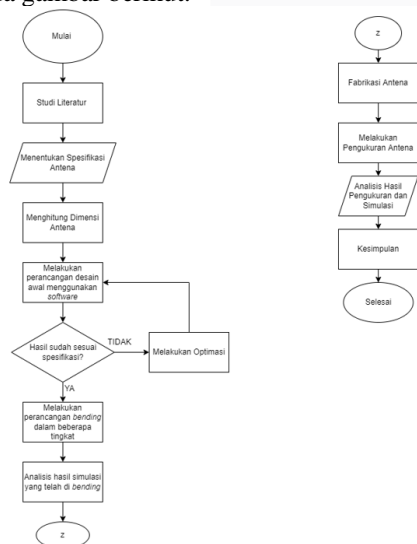 Mulai
Studi Literatur
Menentukan Spesifikasi
Antena
Menghitung Dimensi
Antena
Melakukan
perancangan desain
awal menggunakan
software
Hasil sudah sesuai
spesifikasi?
TIDAK
Melakukan Optimasi
YA
Melakukan
perancangan bending
dalam beberapa
tingkat
Analisis hasil simulasi
yang telah di bending
z
z
Fabrikasi Antena
Melakukan
Pengukuran Antena
Analisis Hasil
Pengukuran dan
Simulasi
Kesimpulan
Selesai